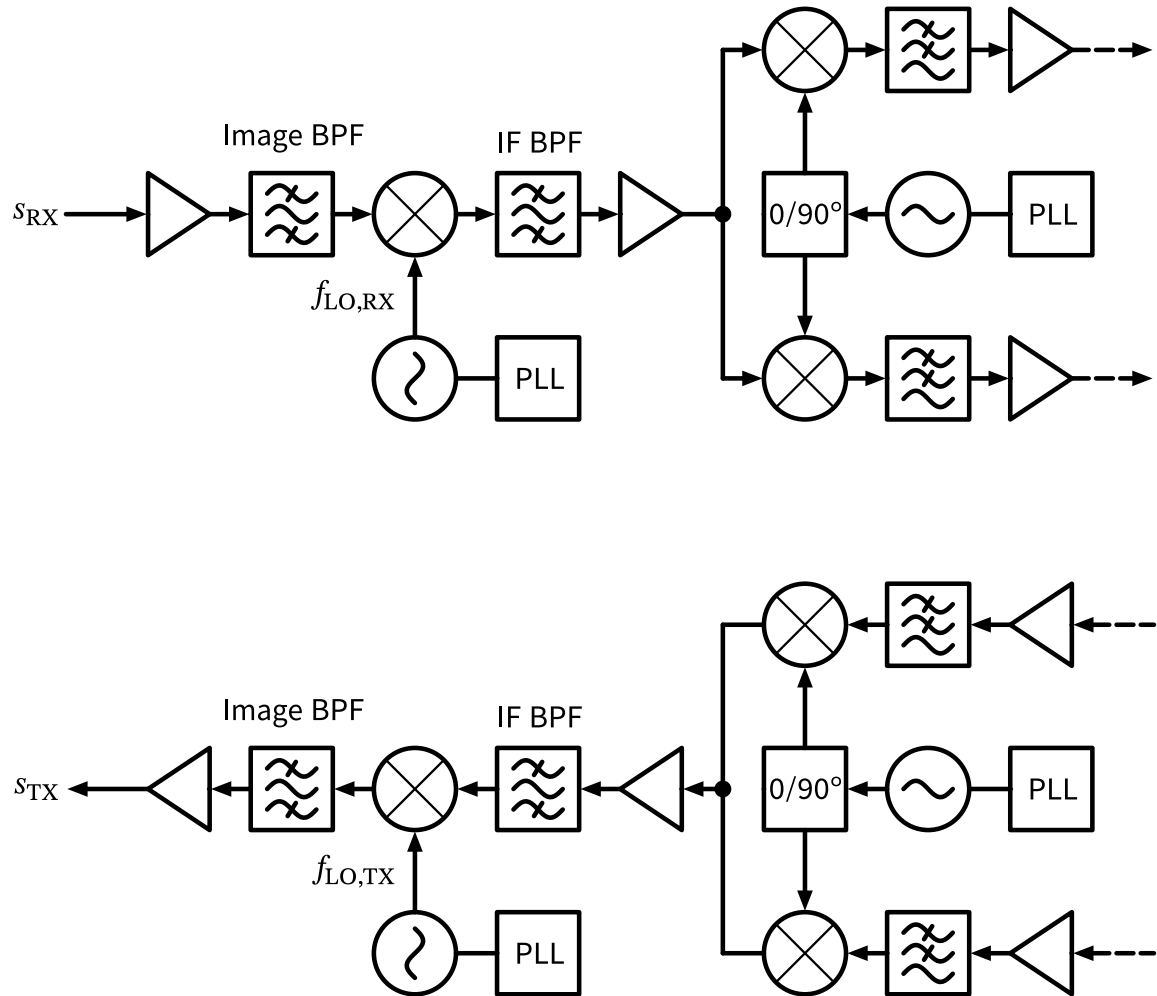 Image BPF
IF BPF
sRX
0/90°
PLL
fLO,RX
PLL
Image BPF
IF BPF
sTX
0/90°
PLL
fLO,TX
PLL